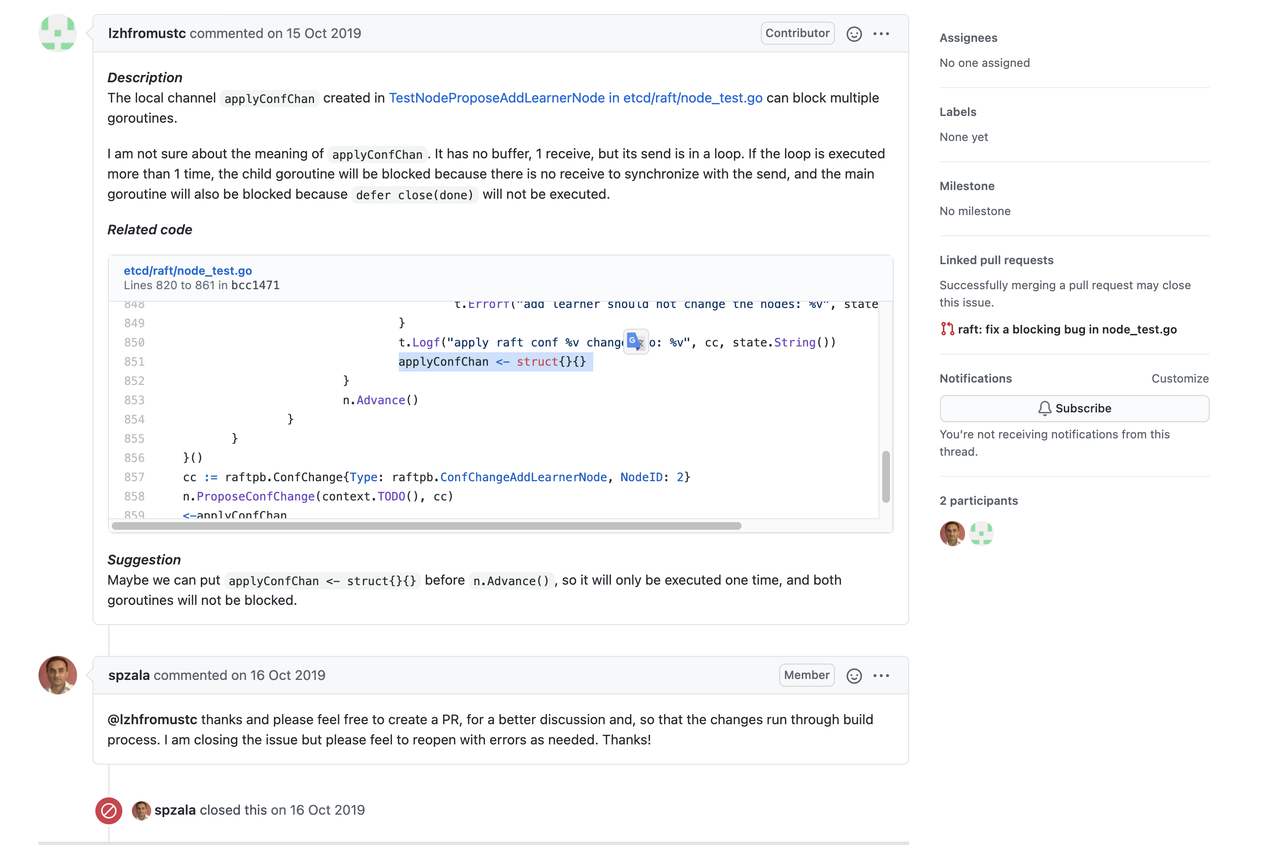 lzhfromustc commented on 15 Oct 2019
Contributor
Description
The local channel applyConfChan created in TestNodeProposeAddLearnerNode in etcd/raft/node_test.go can block multiple
goroutines.
I am not sure about the meaning of applyConfChan. It has no buffer, 1 receive, but its send is in a loop. If the loop is executed
more than 1 time, the child goroutine will be blocked because there is no receive to synchronize with the send, and the main
goroutine will also be blocked because defer close(done) will not be executed.
Related code
etcd/raft/node_test.go
Lines 820 to 861 in bcc1471
848 t.Errorf("add learner should not change the nodes: %v", state
849 }
850 t.Logf("apply raft conf %v chang o: %v", cc, state.String())
851 applyConfChan <- struct{}{}
852 }
853 n.Advance()
854 }
855 }
856 }()
857 cc := raftpb.ConfChange{Type: raftpb.ConfChangeAddLearnerNode, NodeID: 2}
858 n.ProposeConfChange(context.TODO(), cc)
859 <-applyConfChan
Suggestion
Maybe we can put applyConfChan <- struct{}{} before n.Advance(), so it will only be executed one time, and both
goroutines will not be blocked.
spzala commented on 16 Oct 2019
Member
@lzhfromustc thanks and please feel free to create a PR, for a better discussion and, so that the changes run through build
process. I am closing the issue but please feel to reopen with errors as needed. Thanks!
spzala closed this on 16 Oct 2019
Assignees
No one assigned
Labels
None yet
Milestone
No milestone
Linked pull requests
Successfully merging a pull request may close
this issue.
raft: fix a blocking bug in node_test.go
Notifications
Customize
Subscribe
You're not receiving notifications from this
thread.
2 participants